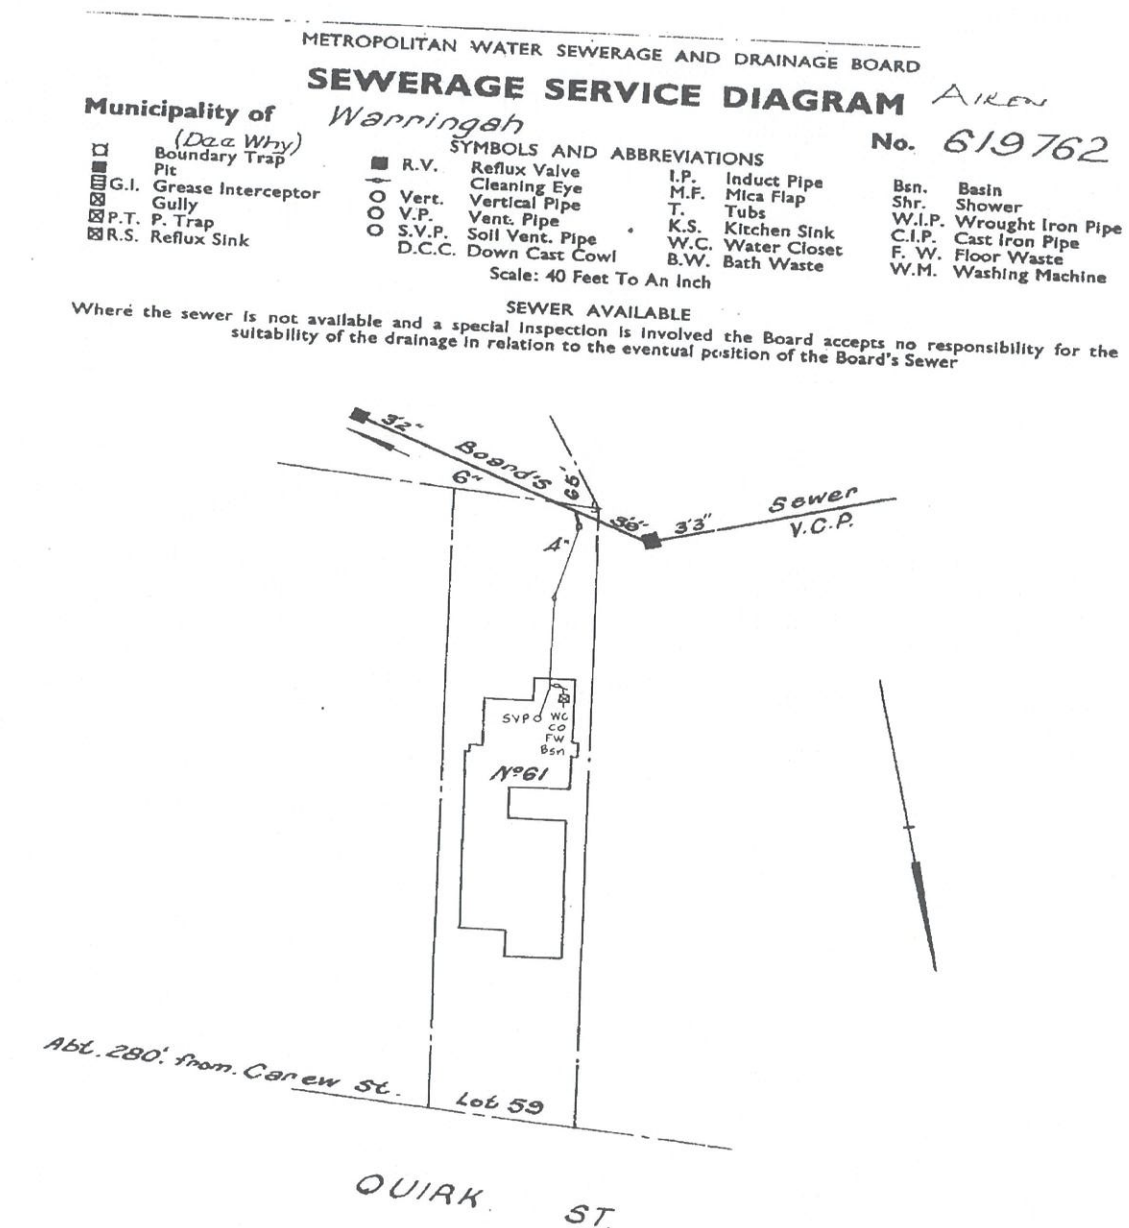 METROPOLITAN WATER SEWERAGE AND DRAINAGE BOARD
SEWERAGE SERVICE DIAGRAM AIKEN
Municipality of Warringah No. 619762
(Dee Why)
SYMBOLS AND ABBREVIATIONS
Boundary Trap
Pit
G.I. Grease Interceptor
Gully
P.T. P. Trap
R.S. Reflux Sink
R.V. Reflux Valve
Cleaning Eye
Vert. Vertical Pipe
V.P. Vent. Pipe
S.V.P. Soil Vent. Pipe
D.C.C. Down Cast Cowl
I.P. Induct Pipe
M.F. Mica Flap
T. Tubs
K.S. Kitchen Sink
W.C. Water Closet
B.W. Bath Waste
Bsn. Basin
Shr. Shower
W.I.P. Wrought Iron Pipe
C.I.P. Cast Iron Pipe
F. W. Floor Waste
W.M. Washing Machine
Scale: 40 Feet To An Inch
SEWER AVAILABLE
Where the sewer is not available and a special inspection is involved the Board accepts no responsibility for the
suitability of the drainage in relation to the eventual position of the Board's Sewer
3'2"
Board's
6"
65'
3'3"
Sewer
V.C.P.
4"
SVP
WC
CO
FW
Bsn
Nº61
Abt. 280'. from. Carew St.
Lot 59
QUIRK ST.